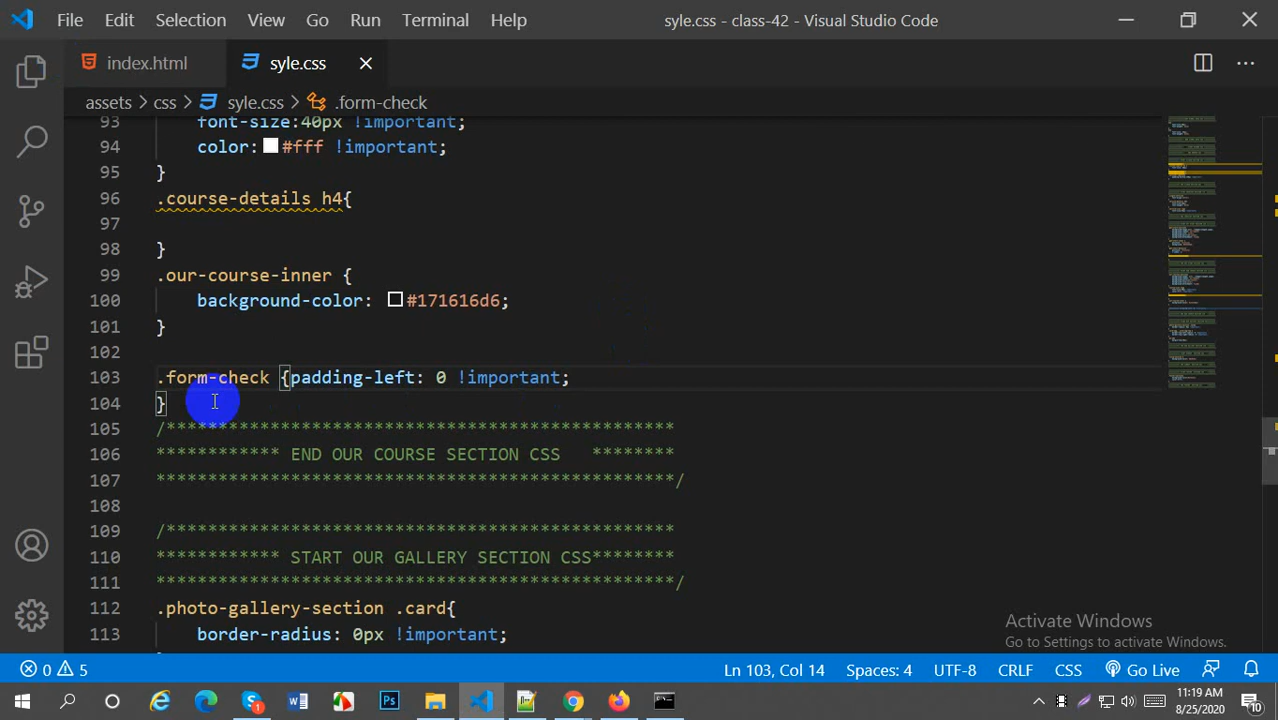 File Edit Selection View Go Run Terminal Help syle.css - class-42 - Visual Studio Code
index.html syle.css
assets > css > syle.css > .form-check
93 font-size:40px !important;
94 color: #fff !important;
95 }
96 .course-details h4{
97
98 }
99 .our-course-inner {
100 background-color: #171616d6;
101 }
102
103 .form-check {padding-left: 0 !important;
104 }
105 /*************************************************
106 ************ END OUR COURSE SECTION CSS ********
107 **************************************************/
108
109 /*************************************************
110 ************ START OUR GALLERY SECTION CSS********
111 **************************************************/
112 .photo-gallery-section .card{
113 border-radius: 0px !important;
Activate Windows
Go to Settings to activate Windows.
0 5 Ln 103, Col 14 Spaces: 4 UTF-8 CRLF CSS Go Live
11:19 AM
8/25/2020 10